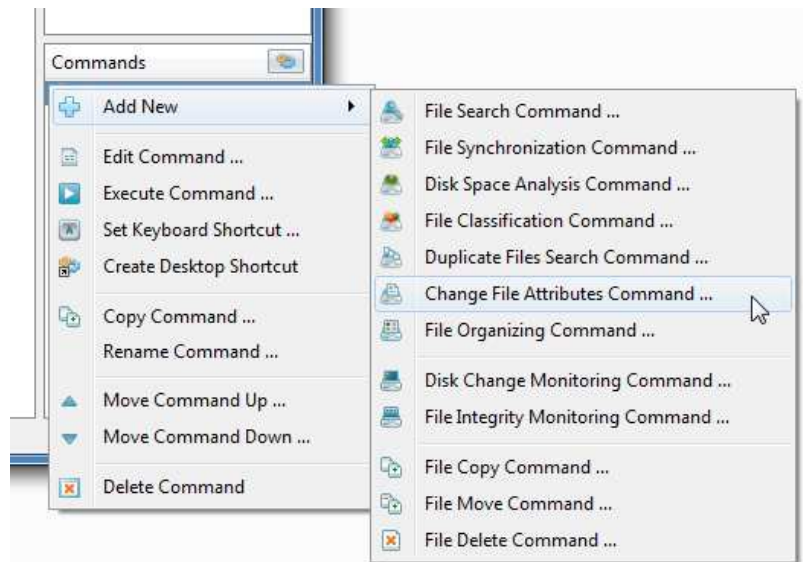 Commands
Add New
Edit Command ...
Execute Command ...
Set Keyboard Shortcut ...
Create Desktop Shortcut
Copy Command ...
Rename Command ...
Move Command Up ...
Move Command Down ...
Delete Command
File Search Command ...
File Synchronization Command ...
Disk Space Analysis Command ...
File Classification Command ...
Duplicate Files Search Command ...
Change File Attributes Command ...
File Organizing Command ...
Disk Change Monitoring Command ...
File Integrity Monitoring Command ...
File Copy Command ...
File Move Command ...
File Delete Command ...